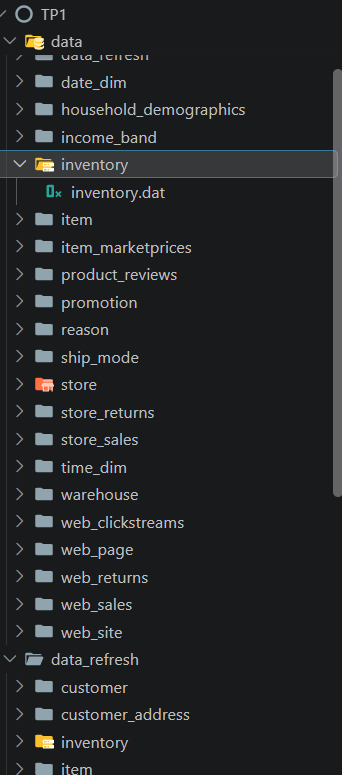 TP1
data
data_refresh
date_dim
household_demographics
income_band
inventory
inventory.dat
item
item_marketprices
product_reviews
promotion
reason
ship_mode
store
store_returns
store_sales
time_dim
warehouse
web_clickstreams
web_page
web_returns
web_sales
web_site
data_refresh
customer
customer_address
inventory
item